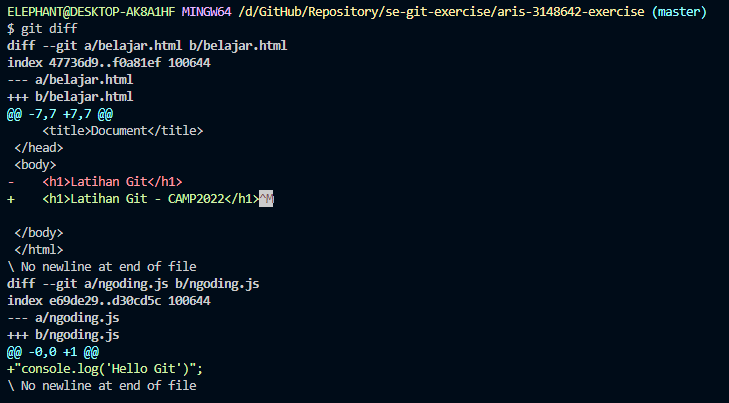 ELEPHANT@DESKTOP-AK8A1HF MINGW64 /d/GitHub/Repository/se-git-exercise/aris-3148642-exercise (master)
$ git diff
diff --git a/belajar.html b/belajar.html
index 47736d9..f0a81ef 100644
--- a/belajar.html
+++ b/belajar.html
@@ -7,7 +7,7 @@
     <title>Document</title>
 </head>
 <body>
-    <h1>Latihan Git</h1>
+    <h1>Latihan Git - CAMP2022</h1>^M
 </body>
 </html>
\ No newline at end of file
diff --git a/ngoding.js b/ngoding.js
index e69de29..d30cd5c 100644
--- a/ngoding.js
+++ b/ngoding.js
@@ -0,0 +1 @@
+"console.log('Hello Git')";
\ No newline at end of file